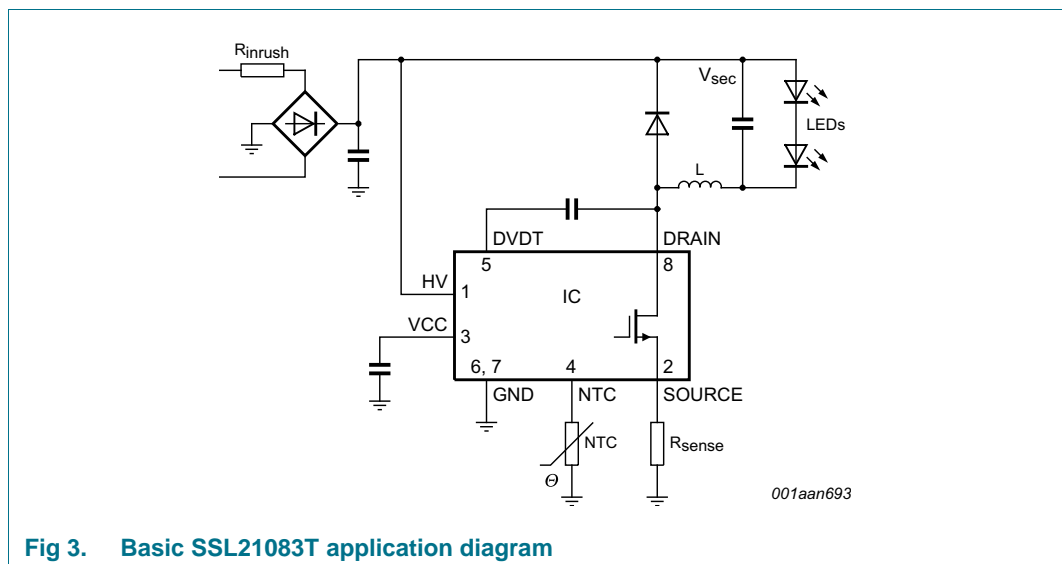 Rinrush
Vsec
LEDs
L
DVDT
DRAIN
5
8
HV
1
IC
VCC
3
6, 7
4
2
GND
NTC
SOURCE
NTC
Rsense
Θ
001aan693
Fig 3. Basic SSL21083T application diagram